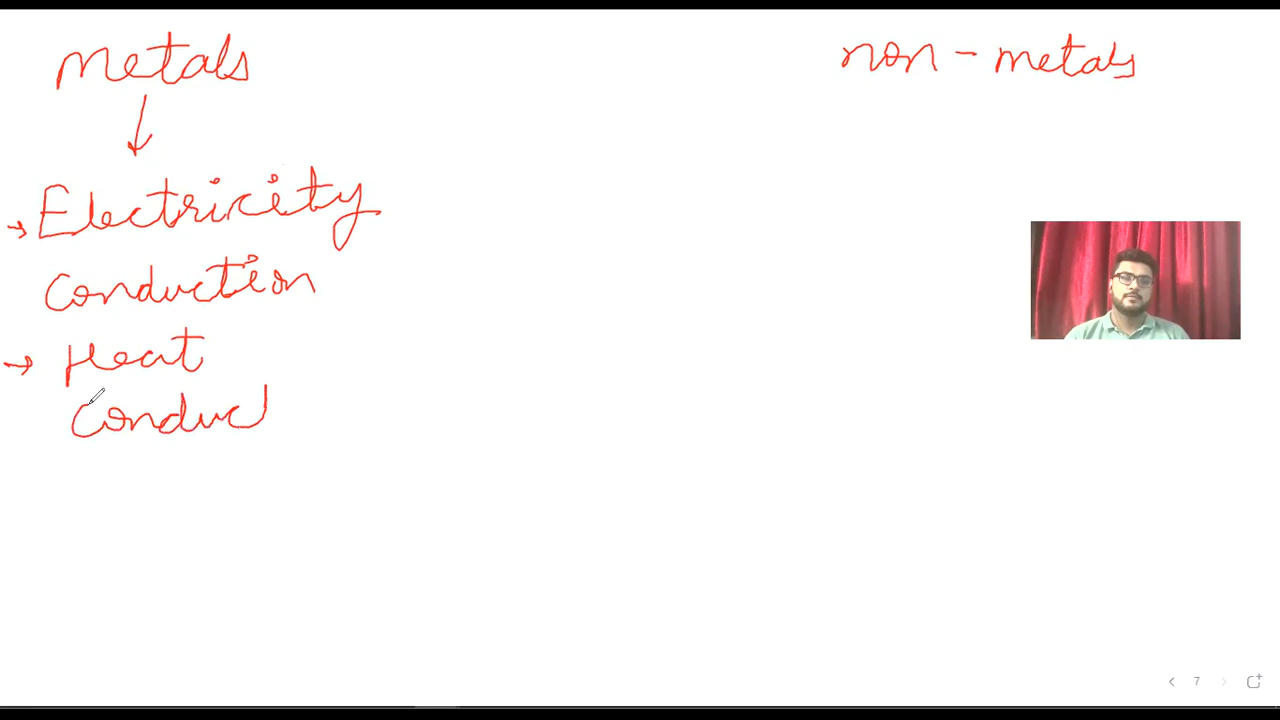 metals
non - metals
→ Electricity
conduction
→ Heat
conduc
7